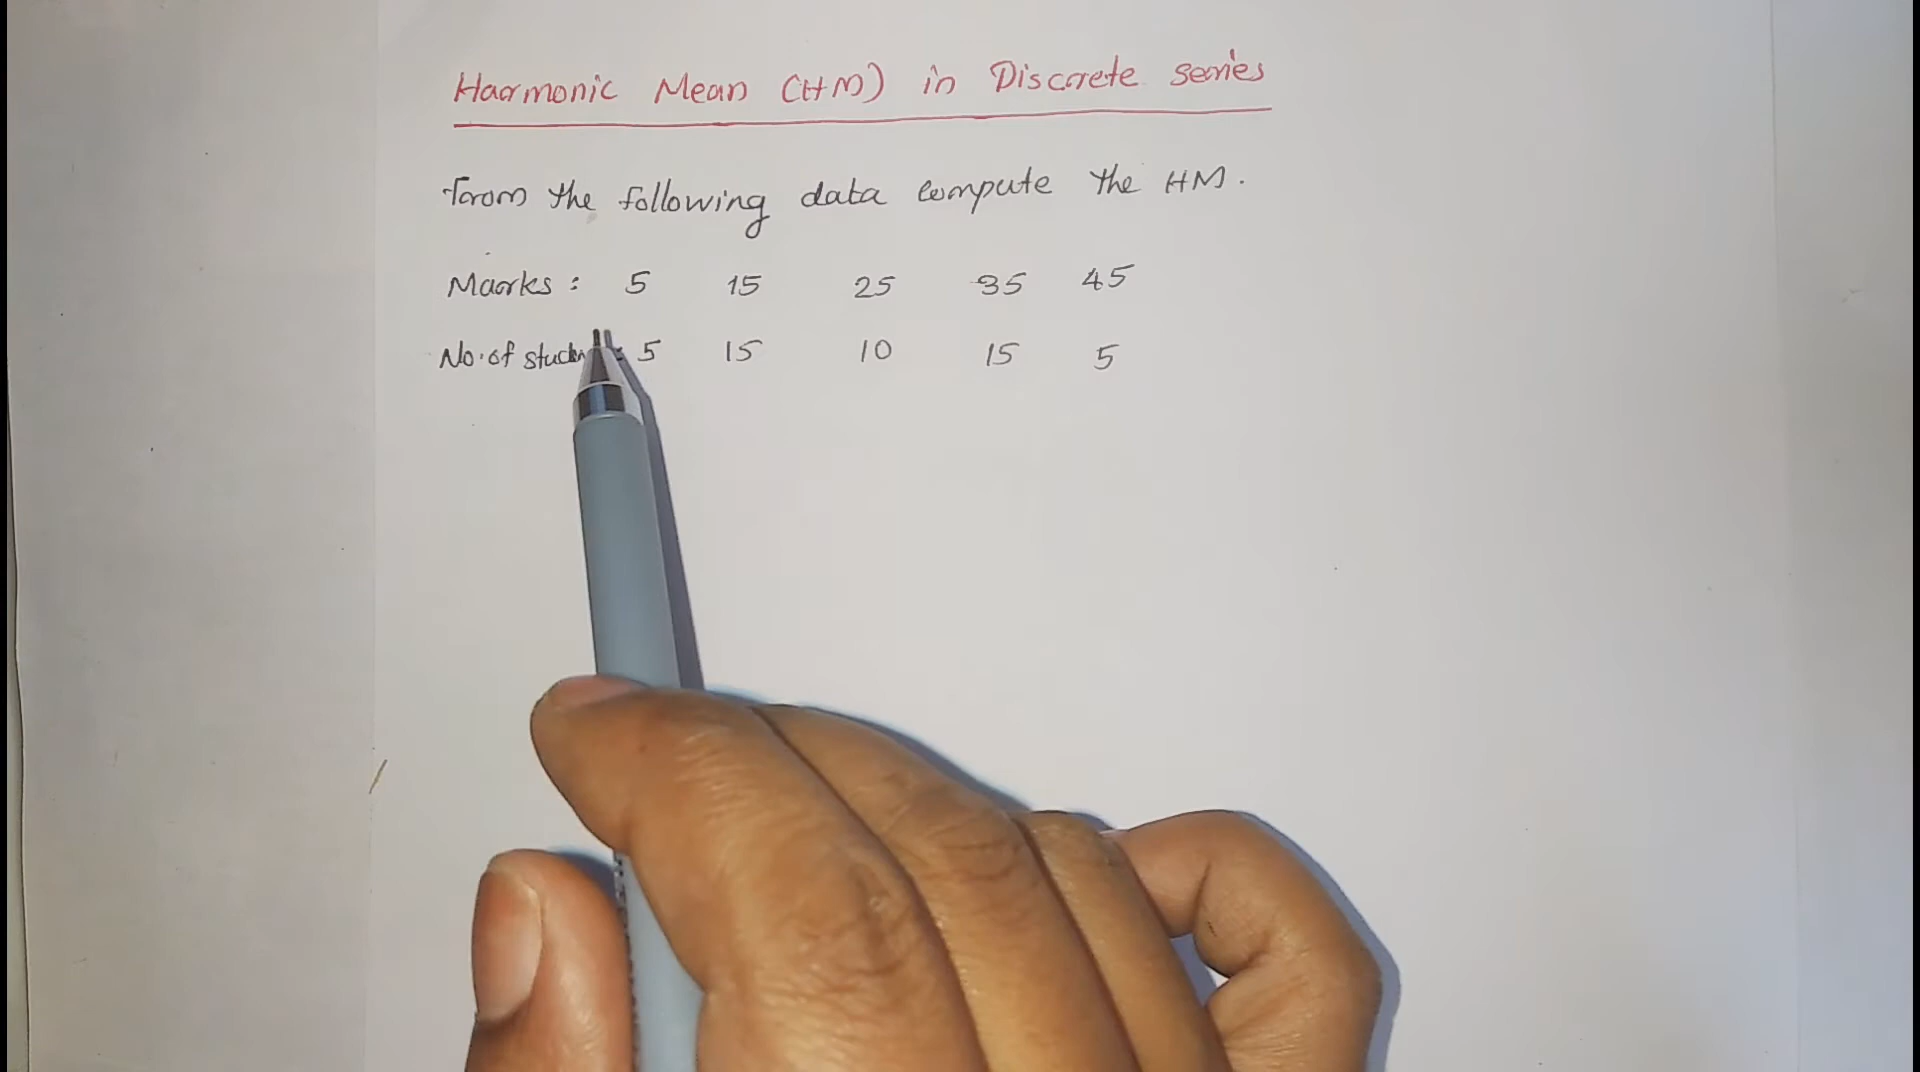 Harmonic Mean (HM) in Discrete series
From the following data compute the HM.
Marks : 5 15 25 35 45
No. of : 5 15 10 15 5